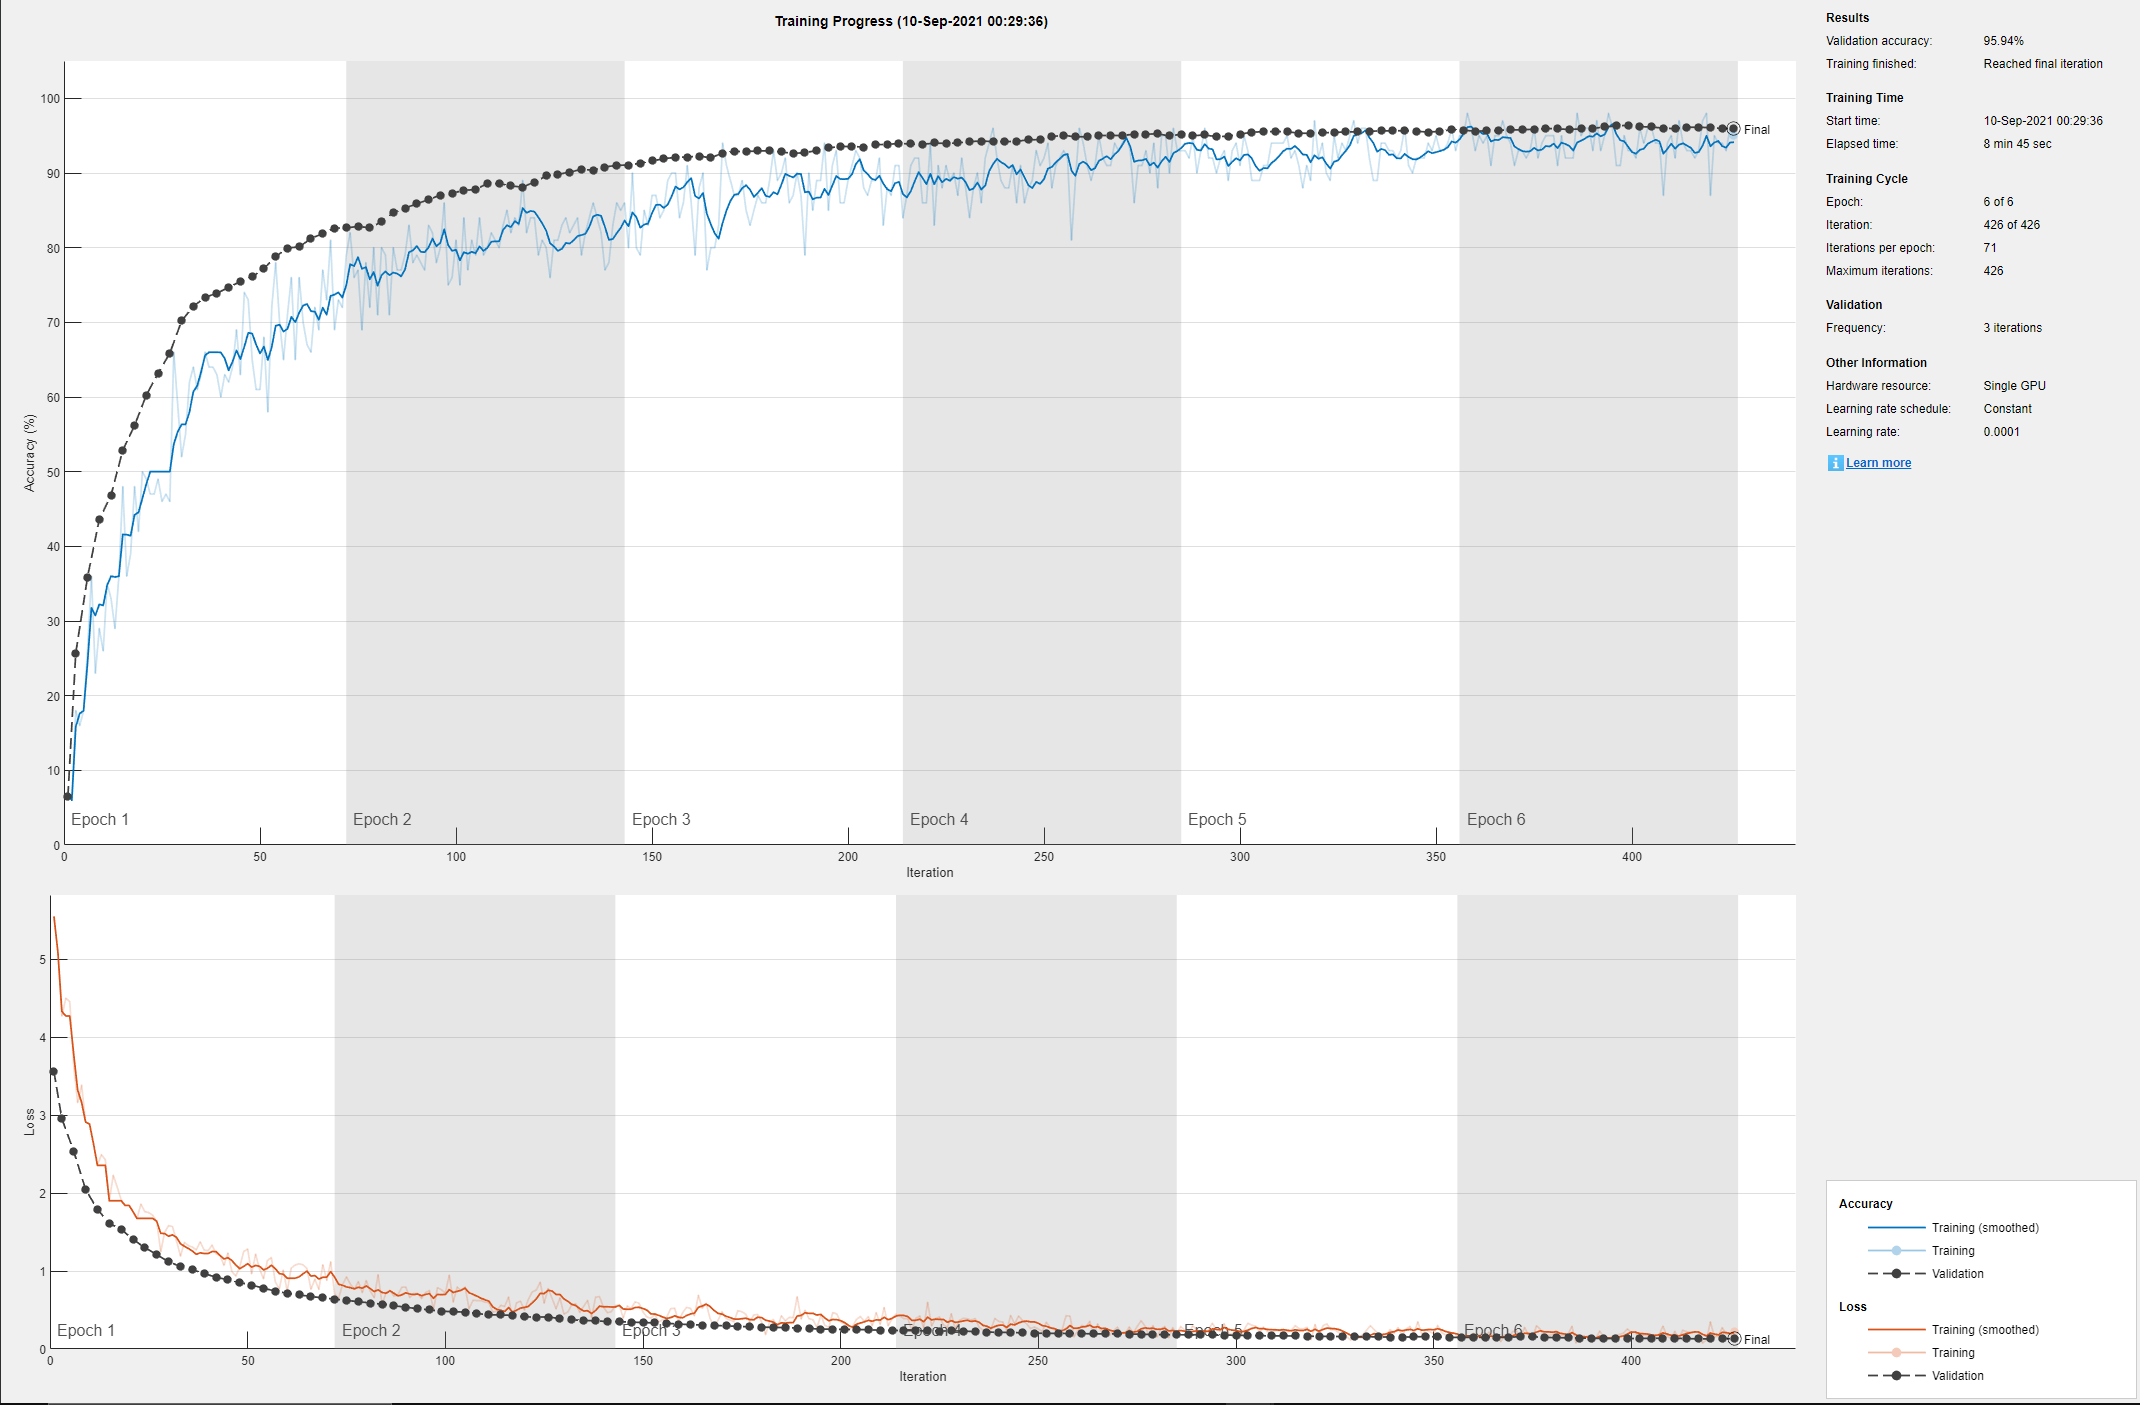 Training Progress (10-Sep-2021 00:29:36)
100
90
80
70
60
50
40
30
20
10
0
Accuracy (%)
Epoch 1 Epoch 2 Epoch 3 Epoch 4 Epoch 5 Epoch 6
Final
0 50 100 150 200 250 300 350 400
Iteration
5
4
3
2
1
0
Loss
Epoch 1 Epoch 2 Epoch 3 Epoch 4 Epoch 5 Epoch 6
Final
0 50 100 150 200 250 300 350 400
Iteration
Results
Validation accuracy: 95.94%
Training finished: Reached final iteration
Training Time
Start time: 10-Sep-2021 00:29:36
Elapsed time: 8 min 45 sec
Training Cycle
Epoch: 6 of 6
Iteration: 426 of 426
Iterations per epoch: 71
Maximum iterations: 426
Validation
Frequency: 3 iterations
Other Information
Hardware resource: Single GPU
Learning rate schedule: Constant
Learning rate: 0.0001
i Learn more
Accuracy
Training (smoothed)
Training
Validation
Loss
Training (smoothed)
Training
Validation